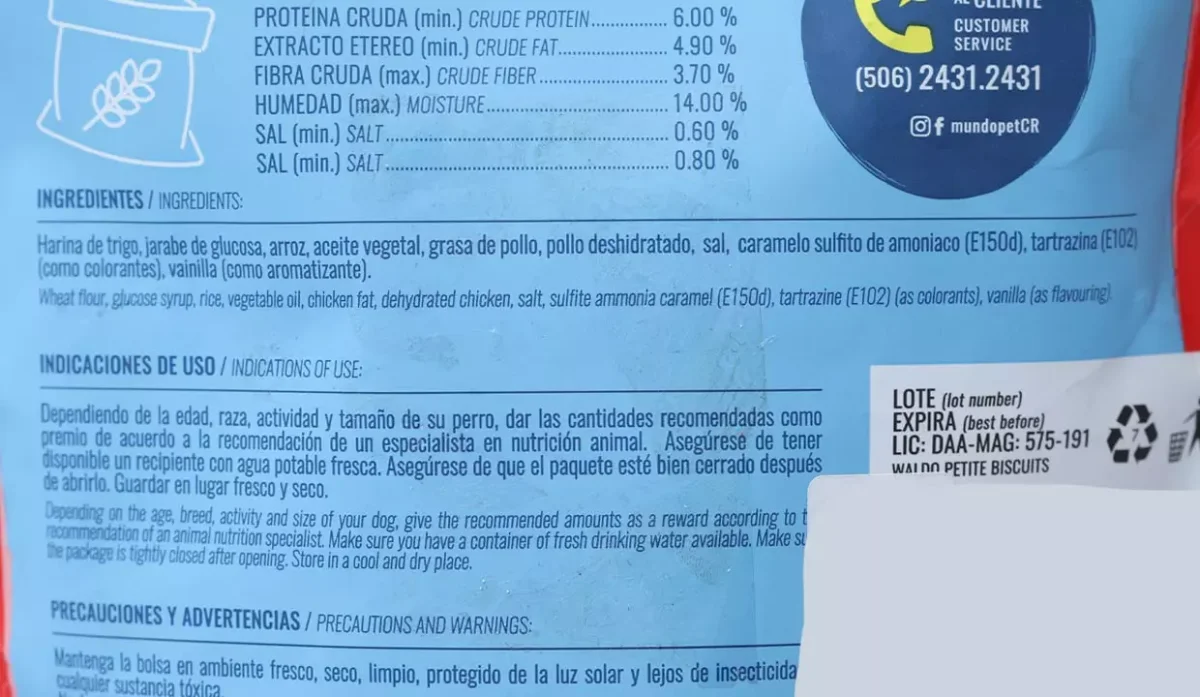 PROTEINA CRUDA (min.) CRUDE PROTEIN.................. 6.00 %
EXTRACTO ETEREO (min.) CRUDE FAT.......................... 4.90 %
FIBRA CRUDA (max.) CRUDE FIBER.............................. 3.70 %
HUMEDAD (max.) MOISTURE........................................... 14.00 %
SAL (min.) SALT................................................................... 0.60 %
SAL (min.) SALT................................................................... 0.80 %
AL CLIENTE
CUSTOMER
SERVICE
(506) 2431.2431
mundopetCR
INGREDIENTES / INGREDIENTS:
Harina de trigo, jarabe de glucosa, arroz, aceite vegetal, grasa de pollo, pollo deshidratado, sal, caramelo sulfito de amoniaco (E150d), tartrazina (E102)
(como colorantes), vainilla (como aromatizante).
Wheat flour, glucose syrup, rice, vegetable oil, chicken fat, dehydrated chicken, salt, sulfite ammonia caramel (E150d), tartrazine (E102) (as colorants), vanilla (as flavouring).
INDICACIONES DE USO / INDICATIONS OF USE:
Dependiendo de la edad, raza, actividad y tamaño de su perro, dar las cantidades recomendadas como
premio de acuerdo a la recomendación de un especialista en nutrición animal. Asegúrese de tener
disponible un recipiente con agua potable fresca. Asegúrese de que el paquete esté bien cerrado después
de abrirlo. Guardar en lugar fresco y seco.
Depending on the age, breed, activity and size of your dog, give the recommended amounts as a reward according to t
recommendation of an animal nutrition specialist. Make sure you have a container of fresh drinking water available. Make su
the package is tightly closed after opening. Store in a cool and dry place.
LOTE (lot number)
EXPIRA (best before)
LIC: DAA-MAG: 575-191
WALDO PETITE BISCUITS
7
PRECAUCIONES Y ADVERTENCIAS / PRECAUTIONS AND WARNINGS:
Mantenga la bolsa en ambiente fresco, seco, limpio, protegido de la luz solar y lejos de insecticida
cualquier sustancia tóxica.